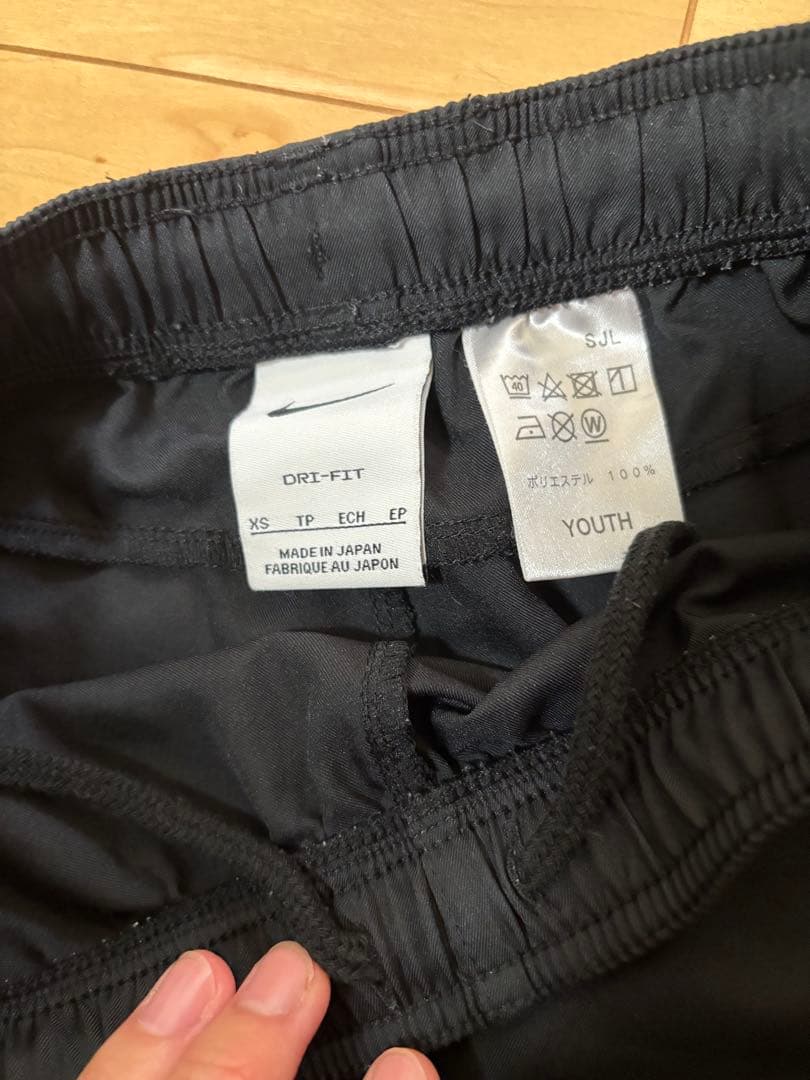 DRI-FIT
XS TP ECH EP
MADE IN JAPAN
FABRIQUE AU JAPON
SJL
40
1
W
ポリエステル 100%
YOUTH